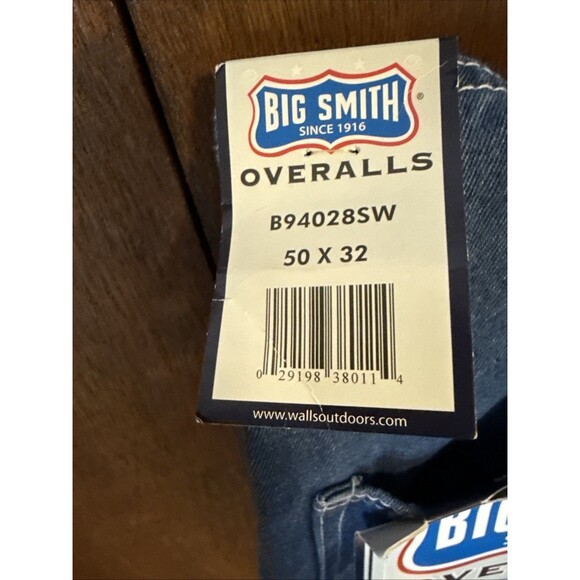 BIG SMITH
SINCE 1916
®
OVERALLS
B94028SW
50 X 32
0 29198 38011 4
www.wallsoutdoors.com